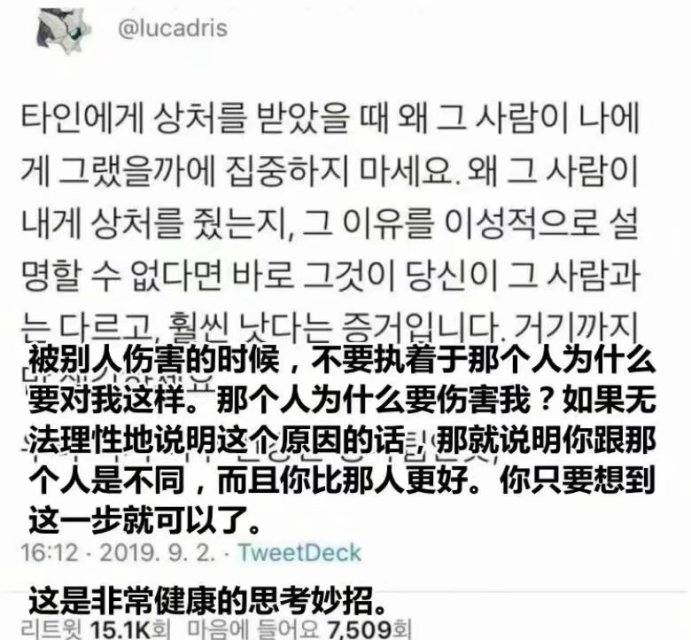 @lucadris
타인에게 상처를 받았을 때 왜 그 사람이 나에
게 그랬을까에 집중하지 마세요. 왜 그 사람이
내게 상처를 줬는지, 그 이유를 이성적으로 설
명할 수 없다면 바로 그것이 당신이 그 사람과
는 다르고, 훨씬 낫다는 증거입니다. 거기까지
被别人伤害的时候，不要执着于那个人为什么
要对我这样。那个人为什么要伤害我？如果无
法理性地说明这个原因的话，那就说明你跟那
个人是不同，而且你比那人更好。你只要想到
这一步就可以了。
16:12 · 2019. 9. 2. · TweetDeck
这是非常健康的思考妙招。
리트윗 15.1K회 마음에 들어요 7,509회